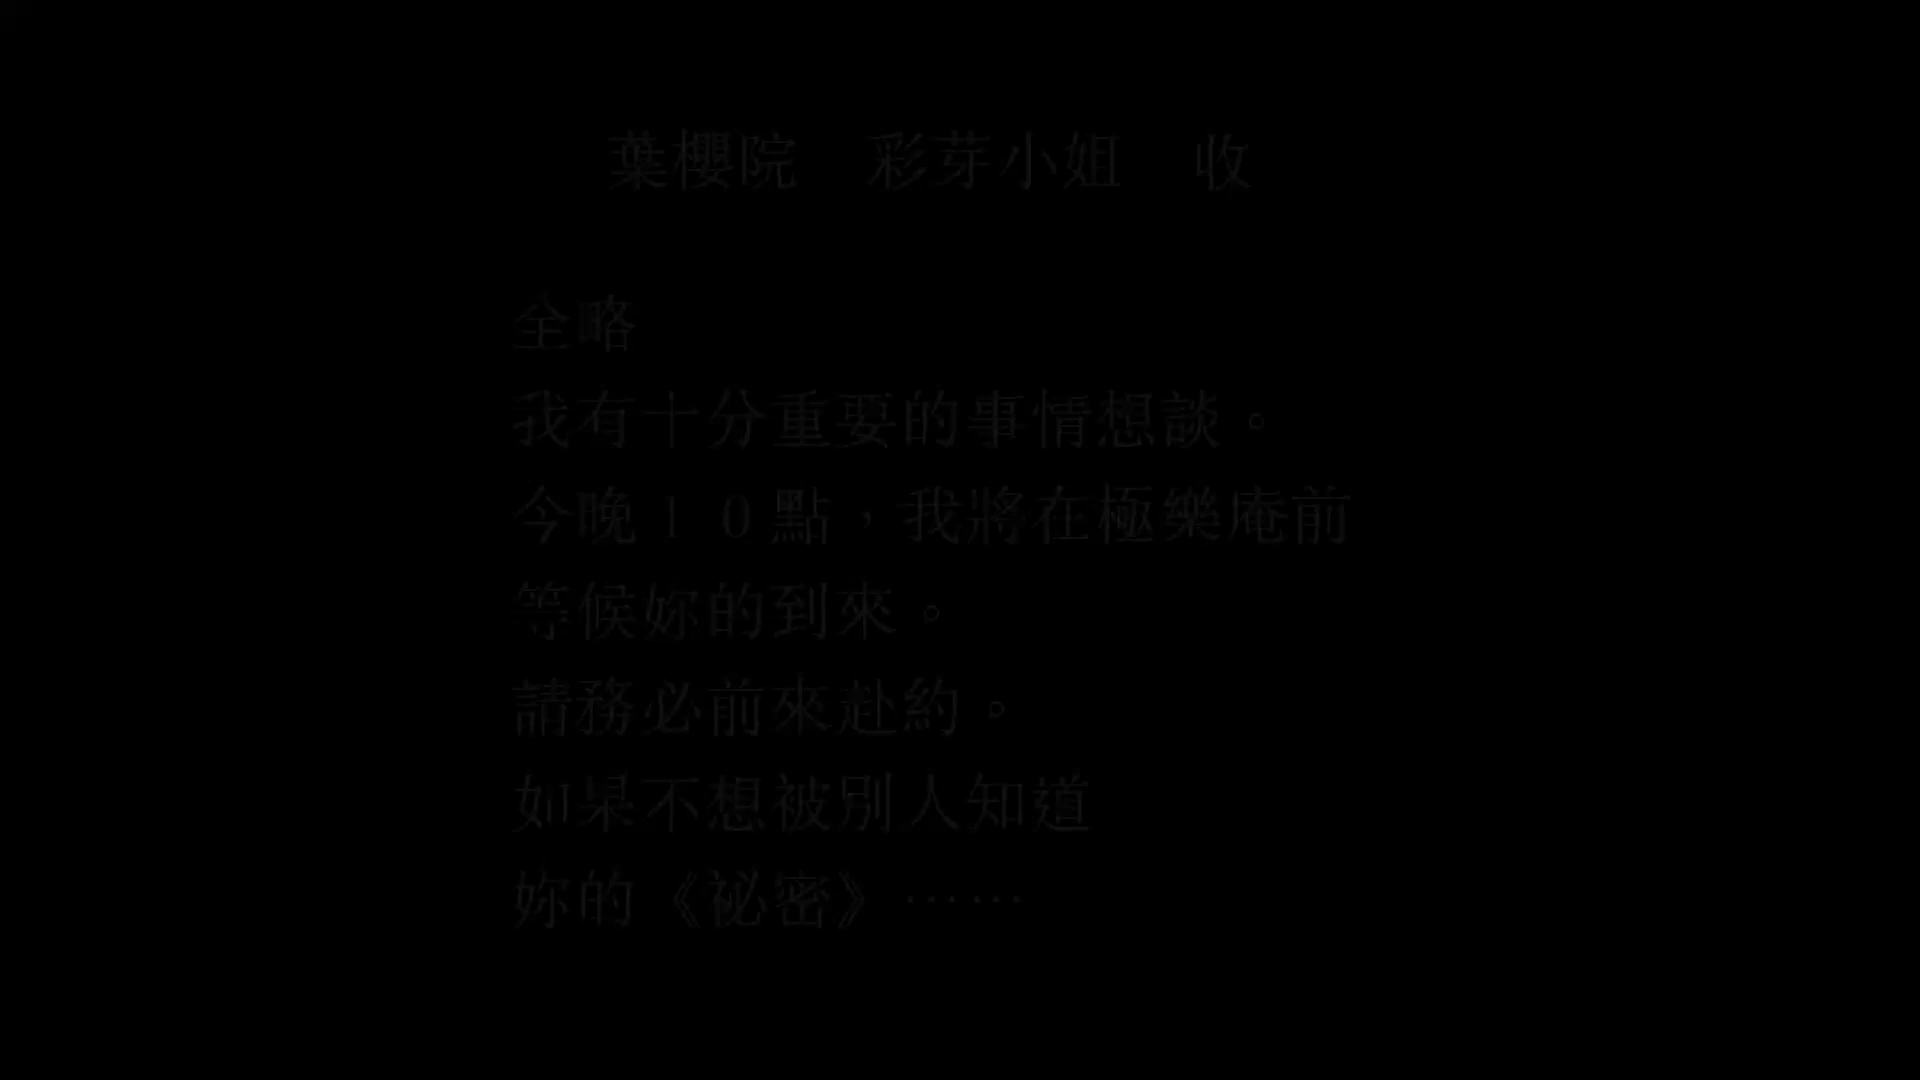 葉櫻院　彩芽小姐　收
全略
我有十分重要的事情想談。
今晚１０點，我將在極樂庵前
等候妳的到來。
請務必前來赴約。
如果不想被別人知道
妳的《祕密》……